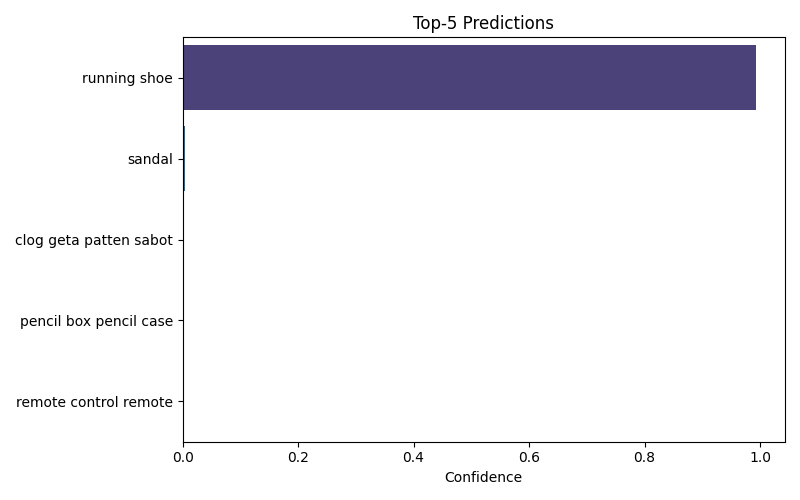 Top-5 Predictions
running shoe
sandal
clog geta patten sabot
pencil box pencil case
remote control remote
0.0 0.2 0.4 0.6 0.8 1.0
Confidence